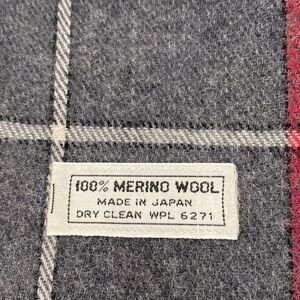 100% MERINO WOOL
MADE IN JAPAN
DRY CLEAN WPL 6271